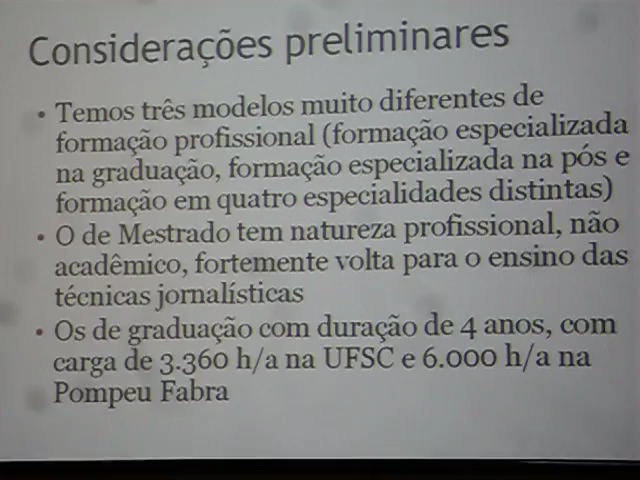 Considerações preliminares
• Temos três modelos muito diferentes de
formação profissional (formação especializada
na graduação, formação especializada na pós e
formação em quatro especialidades distintas)
• O de Mestrado tem natureza profissional, não
acadêmico, fortemente volta para o ensino das
técnicas jornalísticas
• Os de graduação com duração de 4 anos, com
carga de 3.360 h/a na UFSC e 6.000 h/a na
Pompeu Fabra